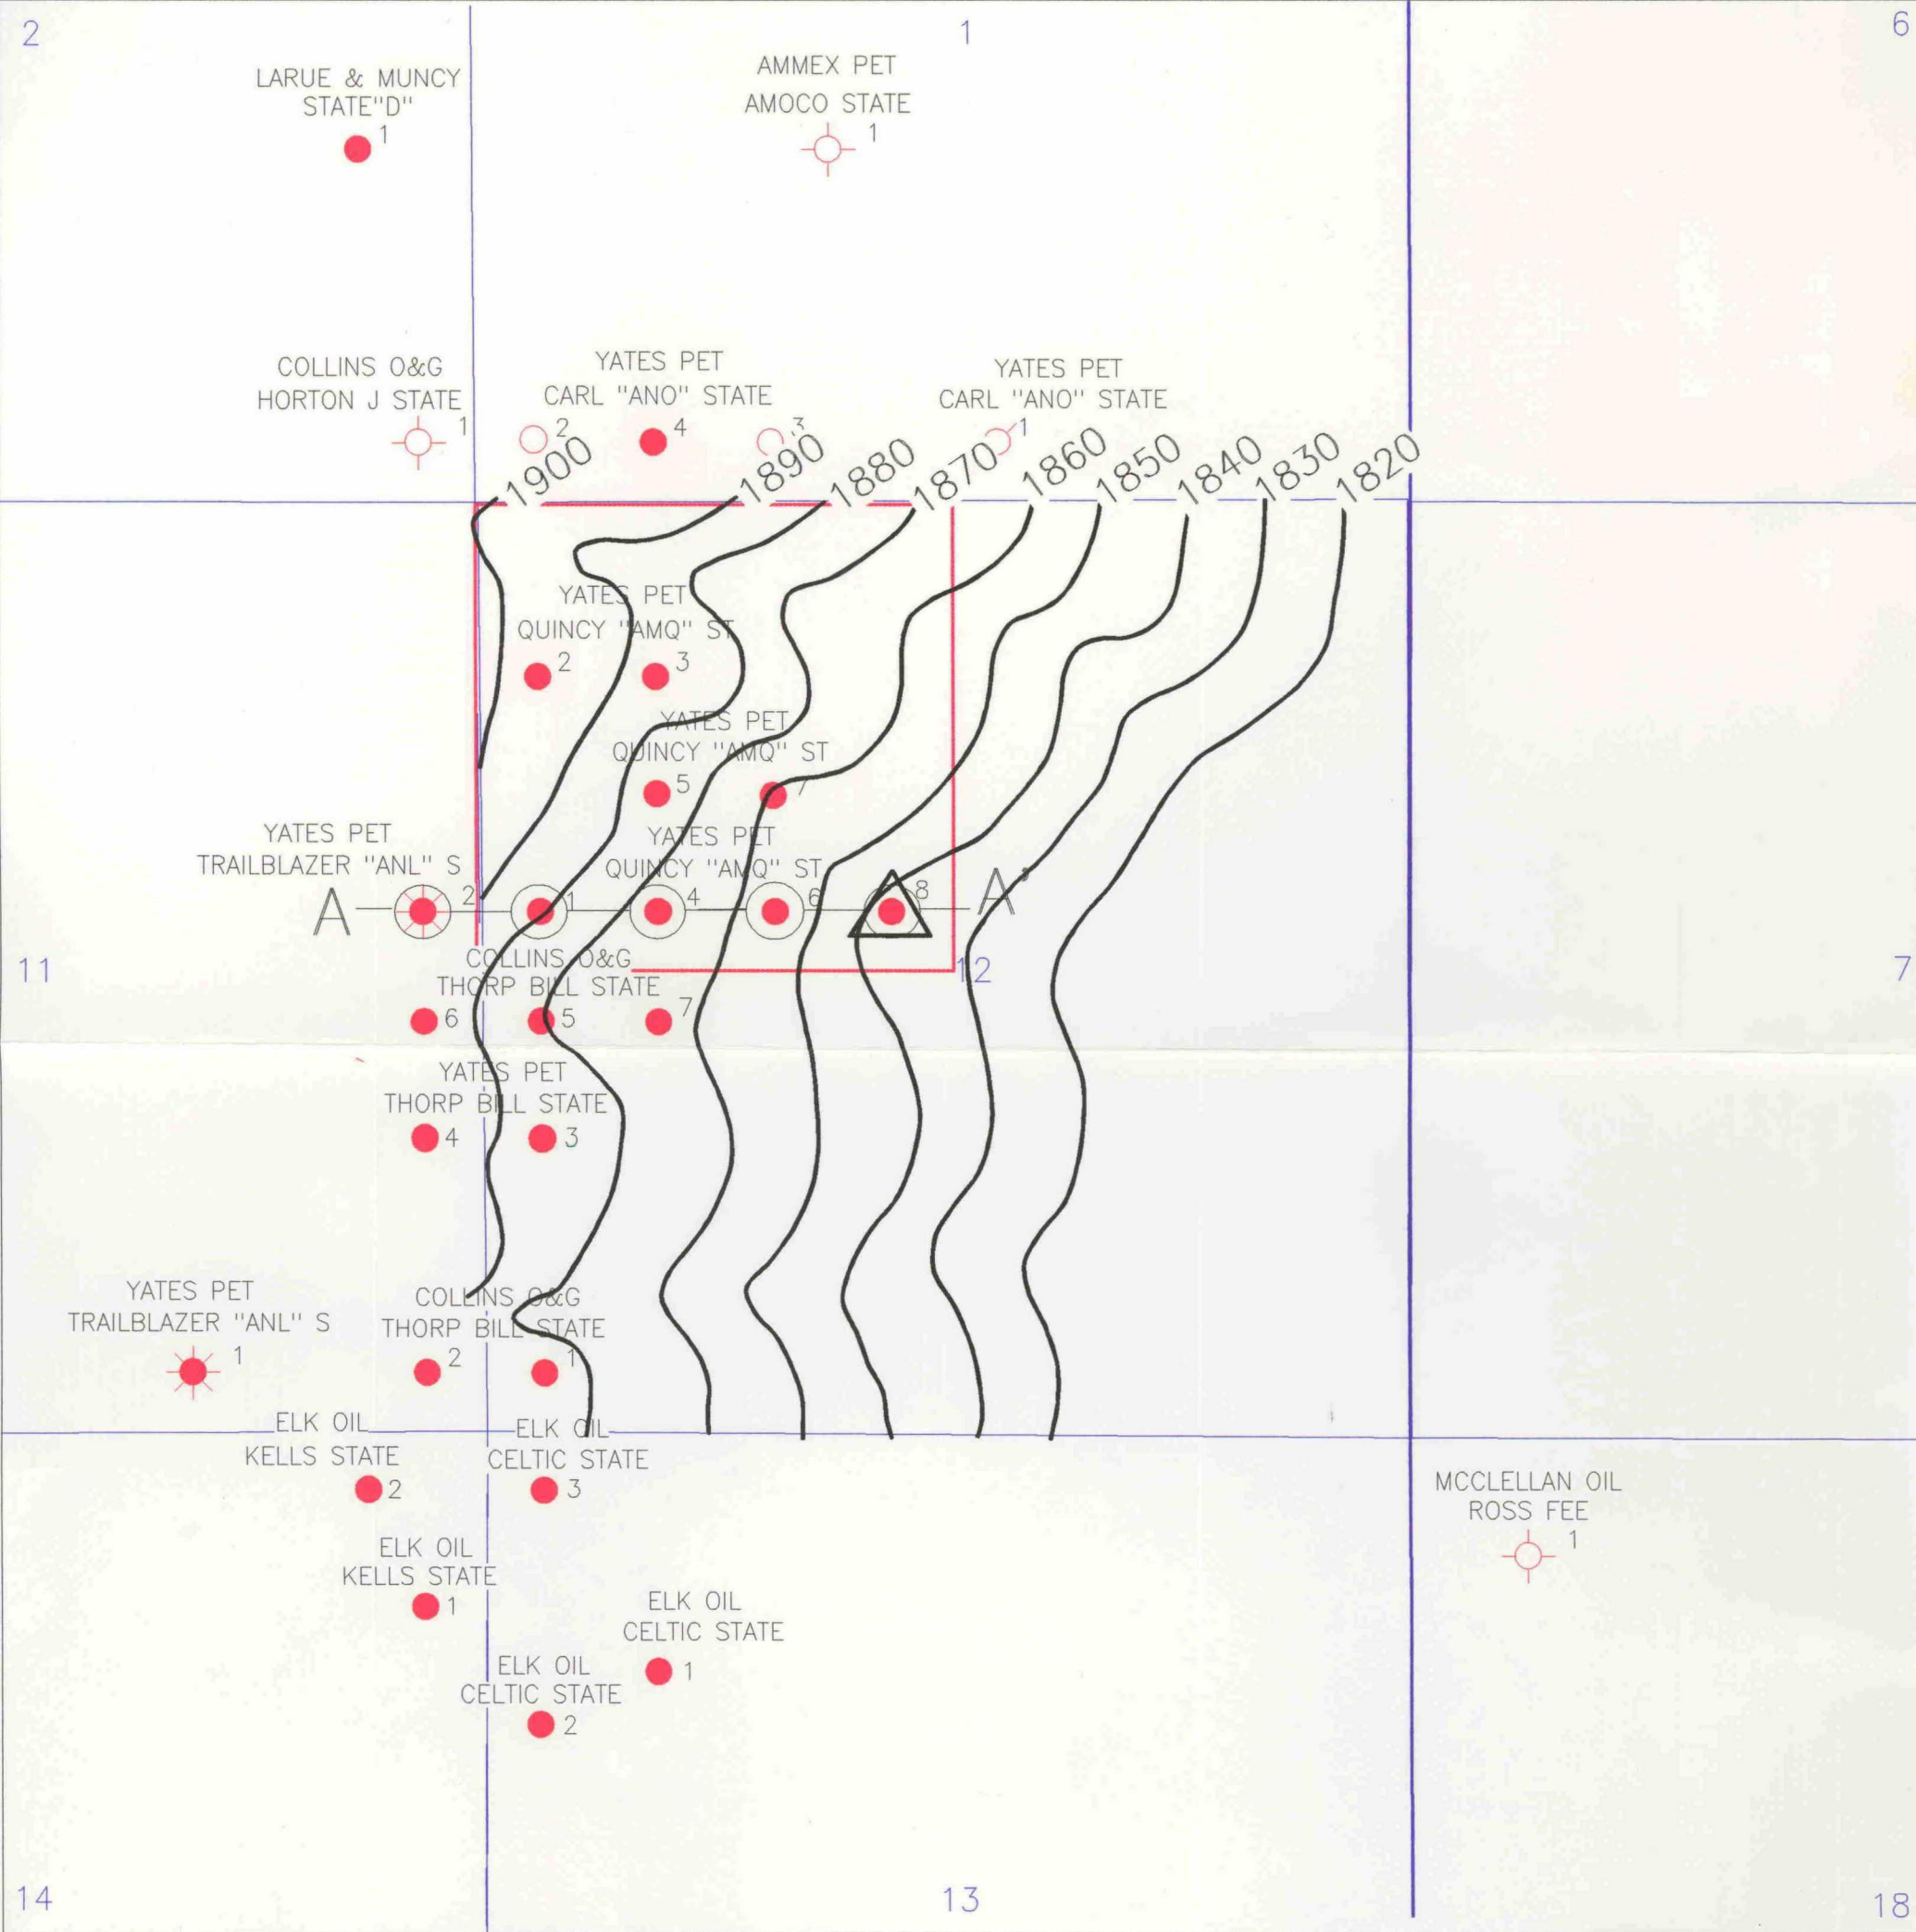 2
1
6
LARUE & MUNCY
STATE"D"
1
AMMEX PET
AMOCO STATE
1
COLLINS O&G
HORTON J STATE
1
YATES PET
CARL "ANO" STATE
2
4
3
YATES PET
CARL "ANO" STATE
1
1900
1890
1880
1870
1860
1850
1840
1830
1820
YATES PET
QUINCY "AMQ" ST
2
3
YATES PET
QUINCY "AMQ" ST
5
7
YATES PET
TRAILBLAZER "ANL" S
2
YATES PET
QUINCY "AMQ" ST
A
1
4
6
8
A'
11
COLLINS O&G
THORP BILL STATE
6
5
7
12
7
YATES PET
THORP BILL STATE
4
3
YATES PET
TRAILBLAZER "ANL" S
1
COLLINS O&G
THORP BILL STATE
2
1
ELK OIL
KELLS STATE
2
ELK OIL
CELTIC STATE
3
MCCLELLAN OIL
ROSS FEE
1
ELK OIL
KELLS STATE
1
ELK OIL
CELTIC STATE
1
ELK OIL
CELTIC STATE
2
14
13
18